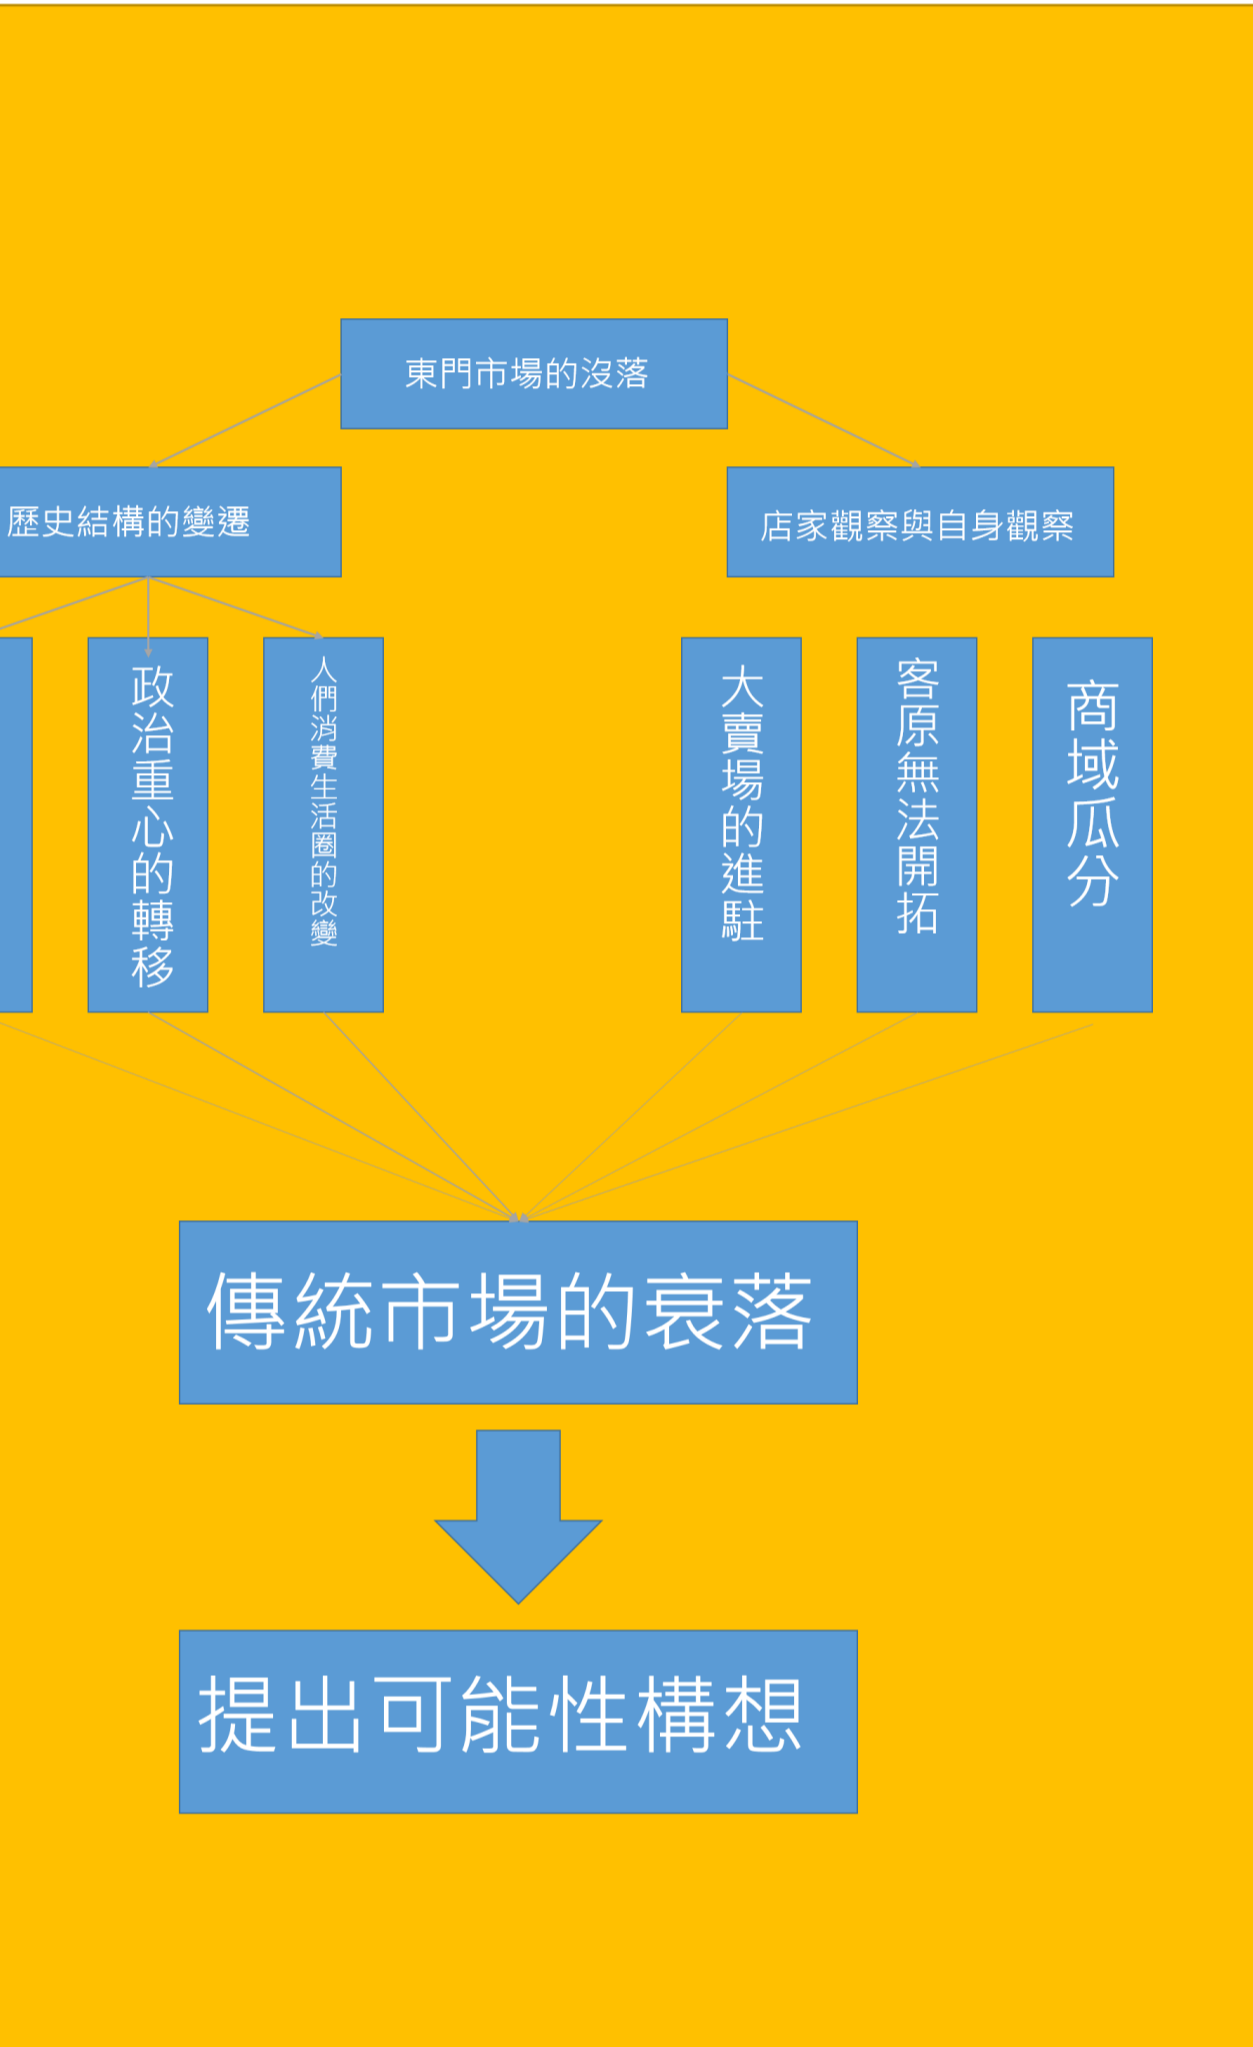 東門市場的沒落
歷史結構的變遷
店家觀察與自身觀察
政治重心的轉移
人們消費生活圈的改變
大賣場的進駐
客原無法開拓
商域瓜分
傳統市場的衰落
提出可能性構想